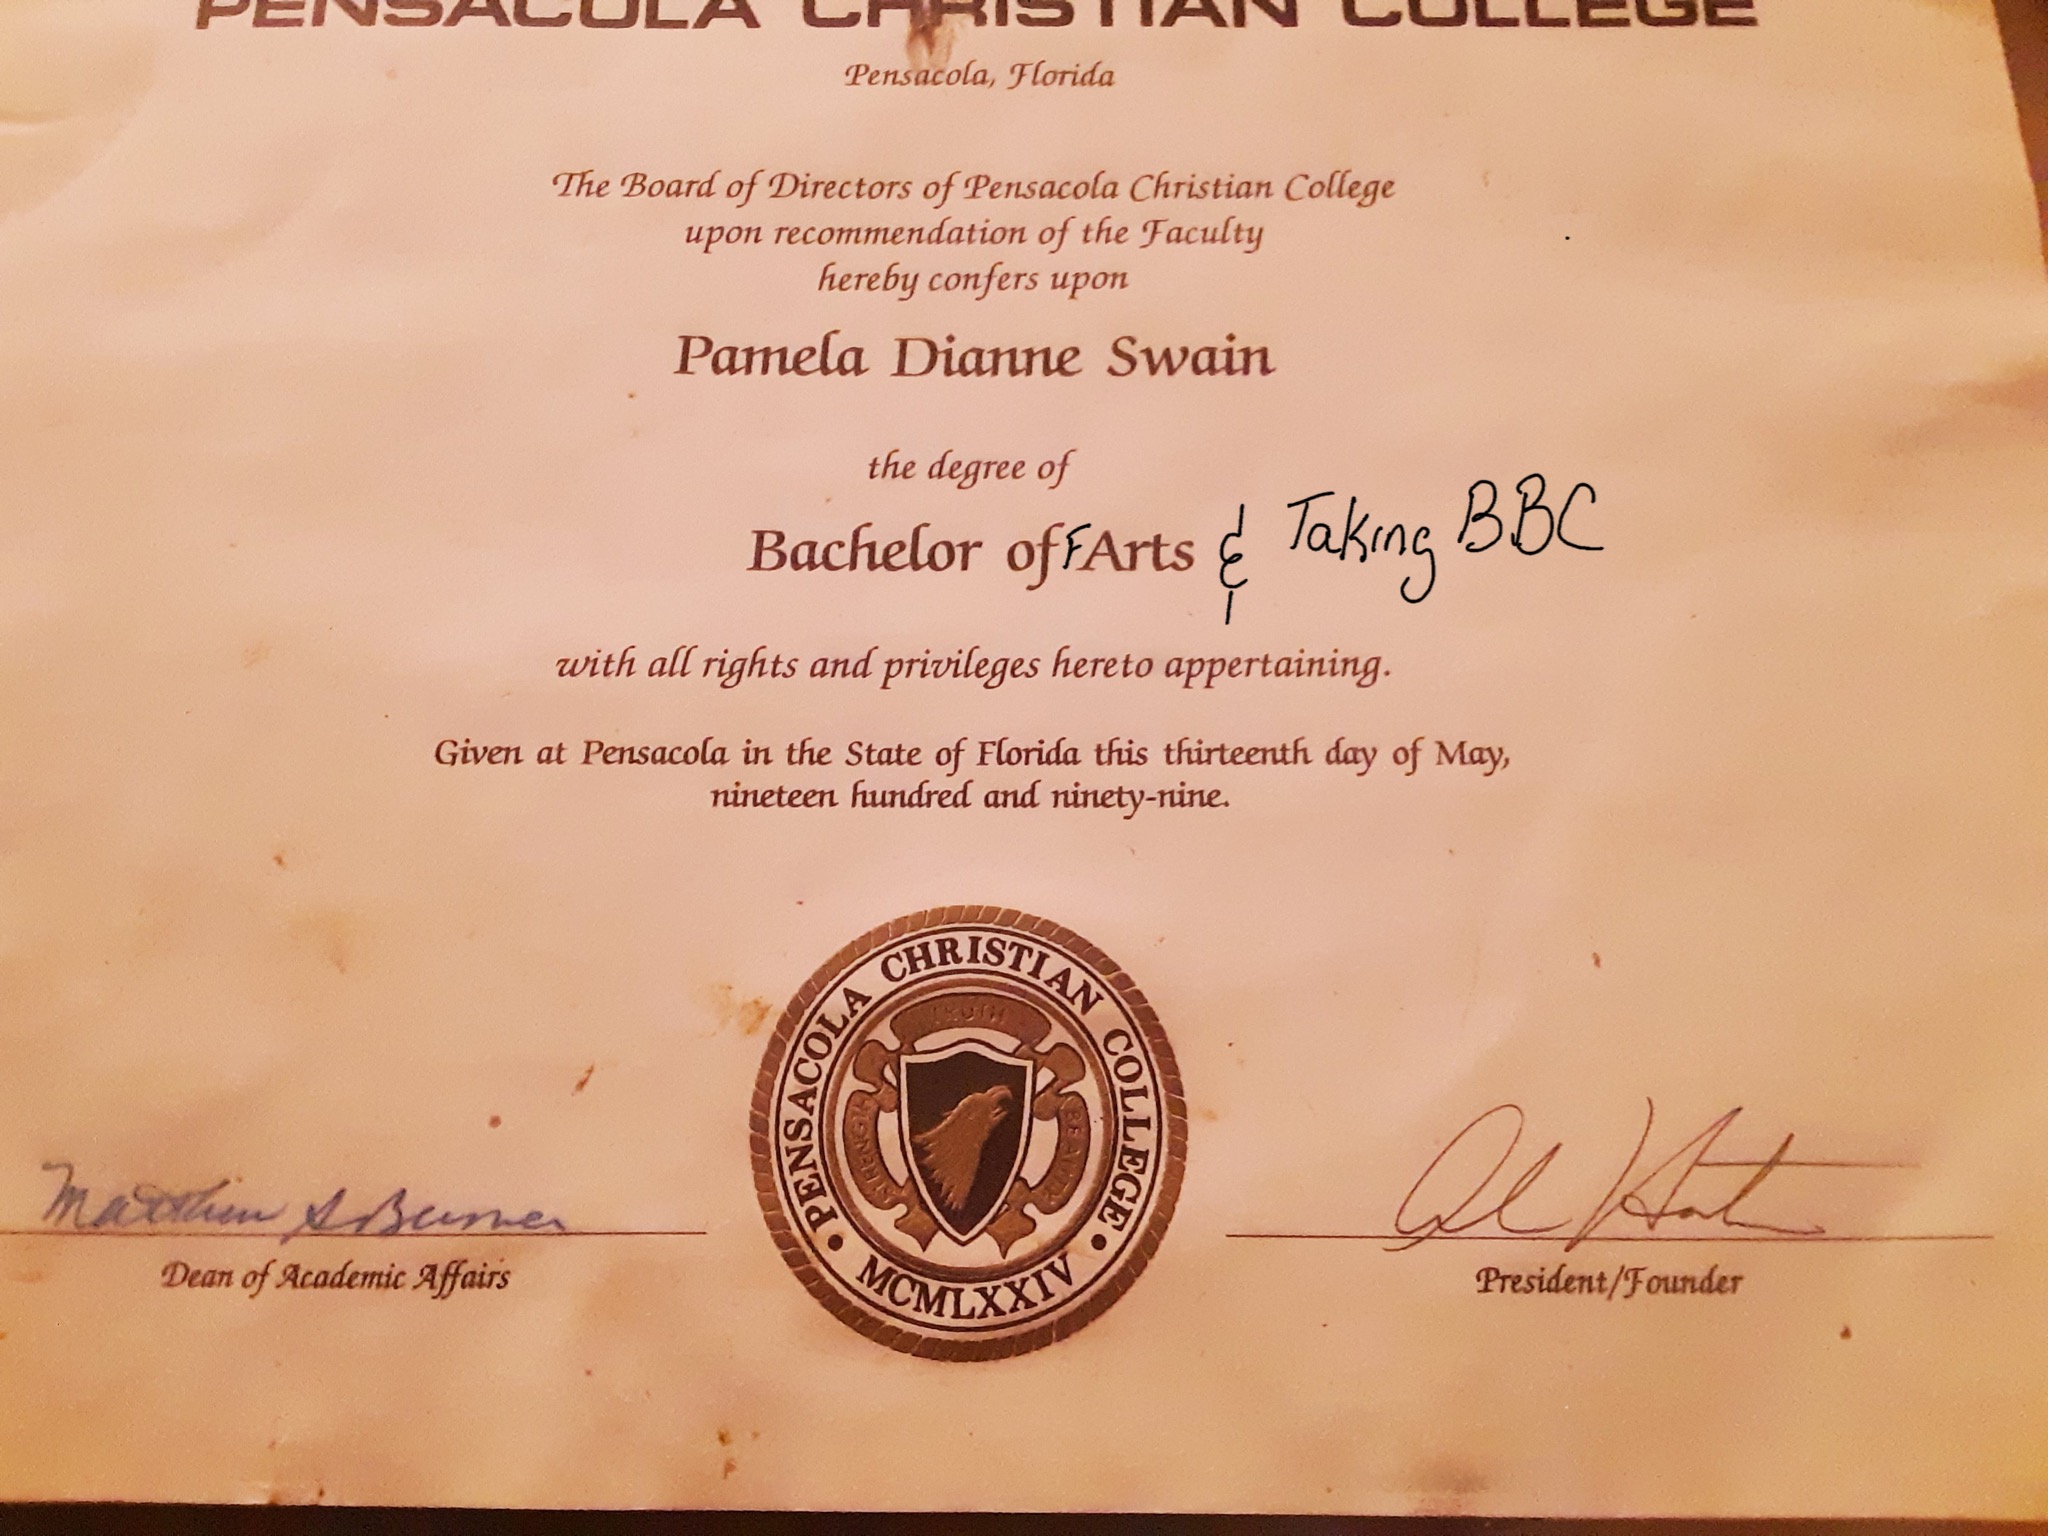 PENSACOLA CHRISTIAN COLLEGE
Pensacola, Florida
The Board of Directors of Pensacola Christian College
upon recommendation of the Faculty
hereby confers upon
Pamela Dianne Swain
the degree of
Bachelor of FArts & Taking BBC
with all rights and privileges hereto appertaining.
Given at Pensacola in the State of Florida this thirteenth day of May,
nineteen hundred and ninety-nine.
PENSACOLA CHRISTIAN COLLEGE
TRUTH
STRENGTH
BEAUTY
MCMLXXIV
Dean of Academic Affairs
President/Founder